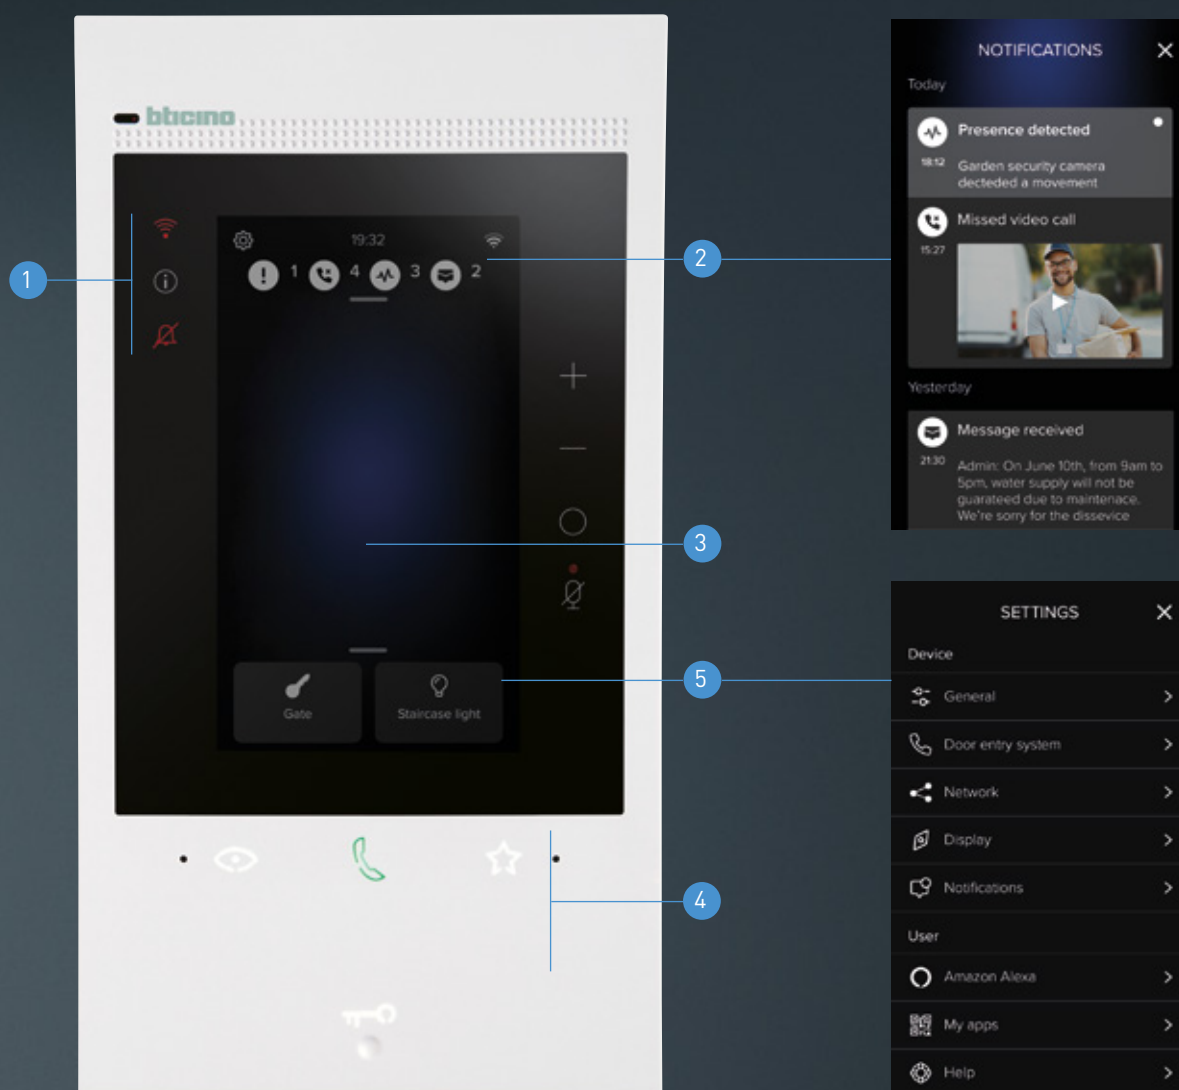 bticino
19:32
1 4 3 2
Gate
Staircase light
1
2
3
4
5
NOTIFICATIONS
Today
Presence detected
18:12
Garden security camera
decteded a movement
Missed video call
15:27
Yesterday
Message received
21:30
Admin: On June 10th, from 9am to
5pm, water supply will not be
guarateed due to maintenace.
We're sorry for the dissevice
SETTINGS
Device
General
Door entry system
Network
Display
Notifications
User
Amazon Alexa
My apps
Help